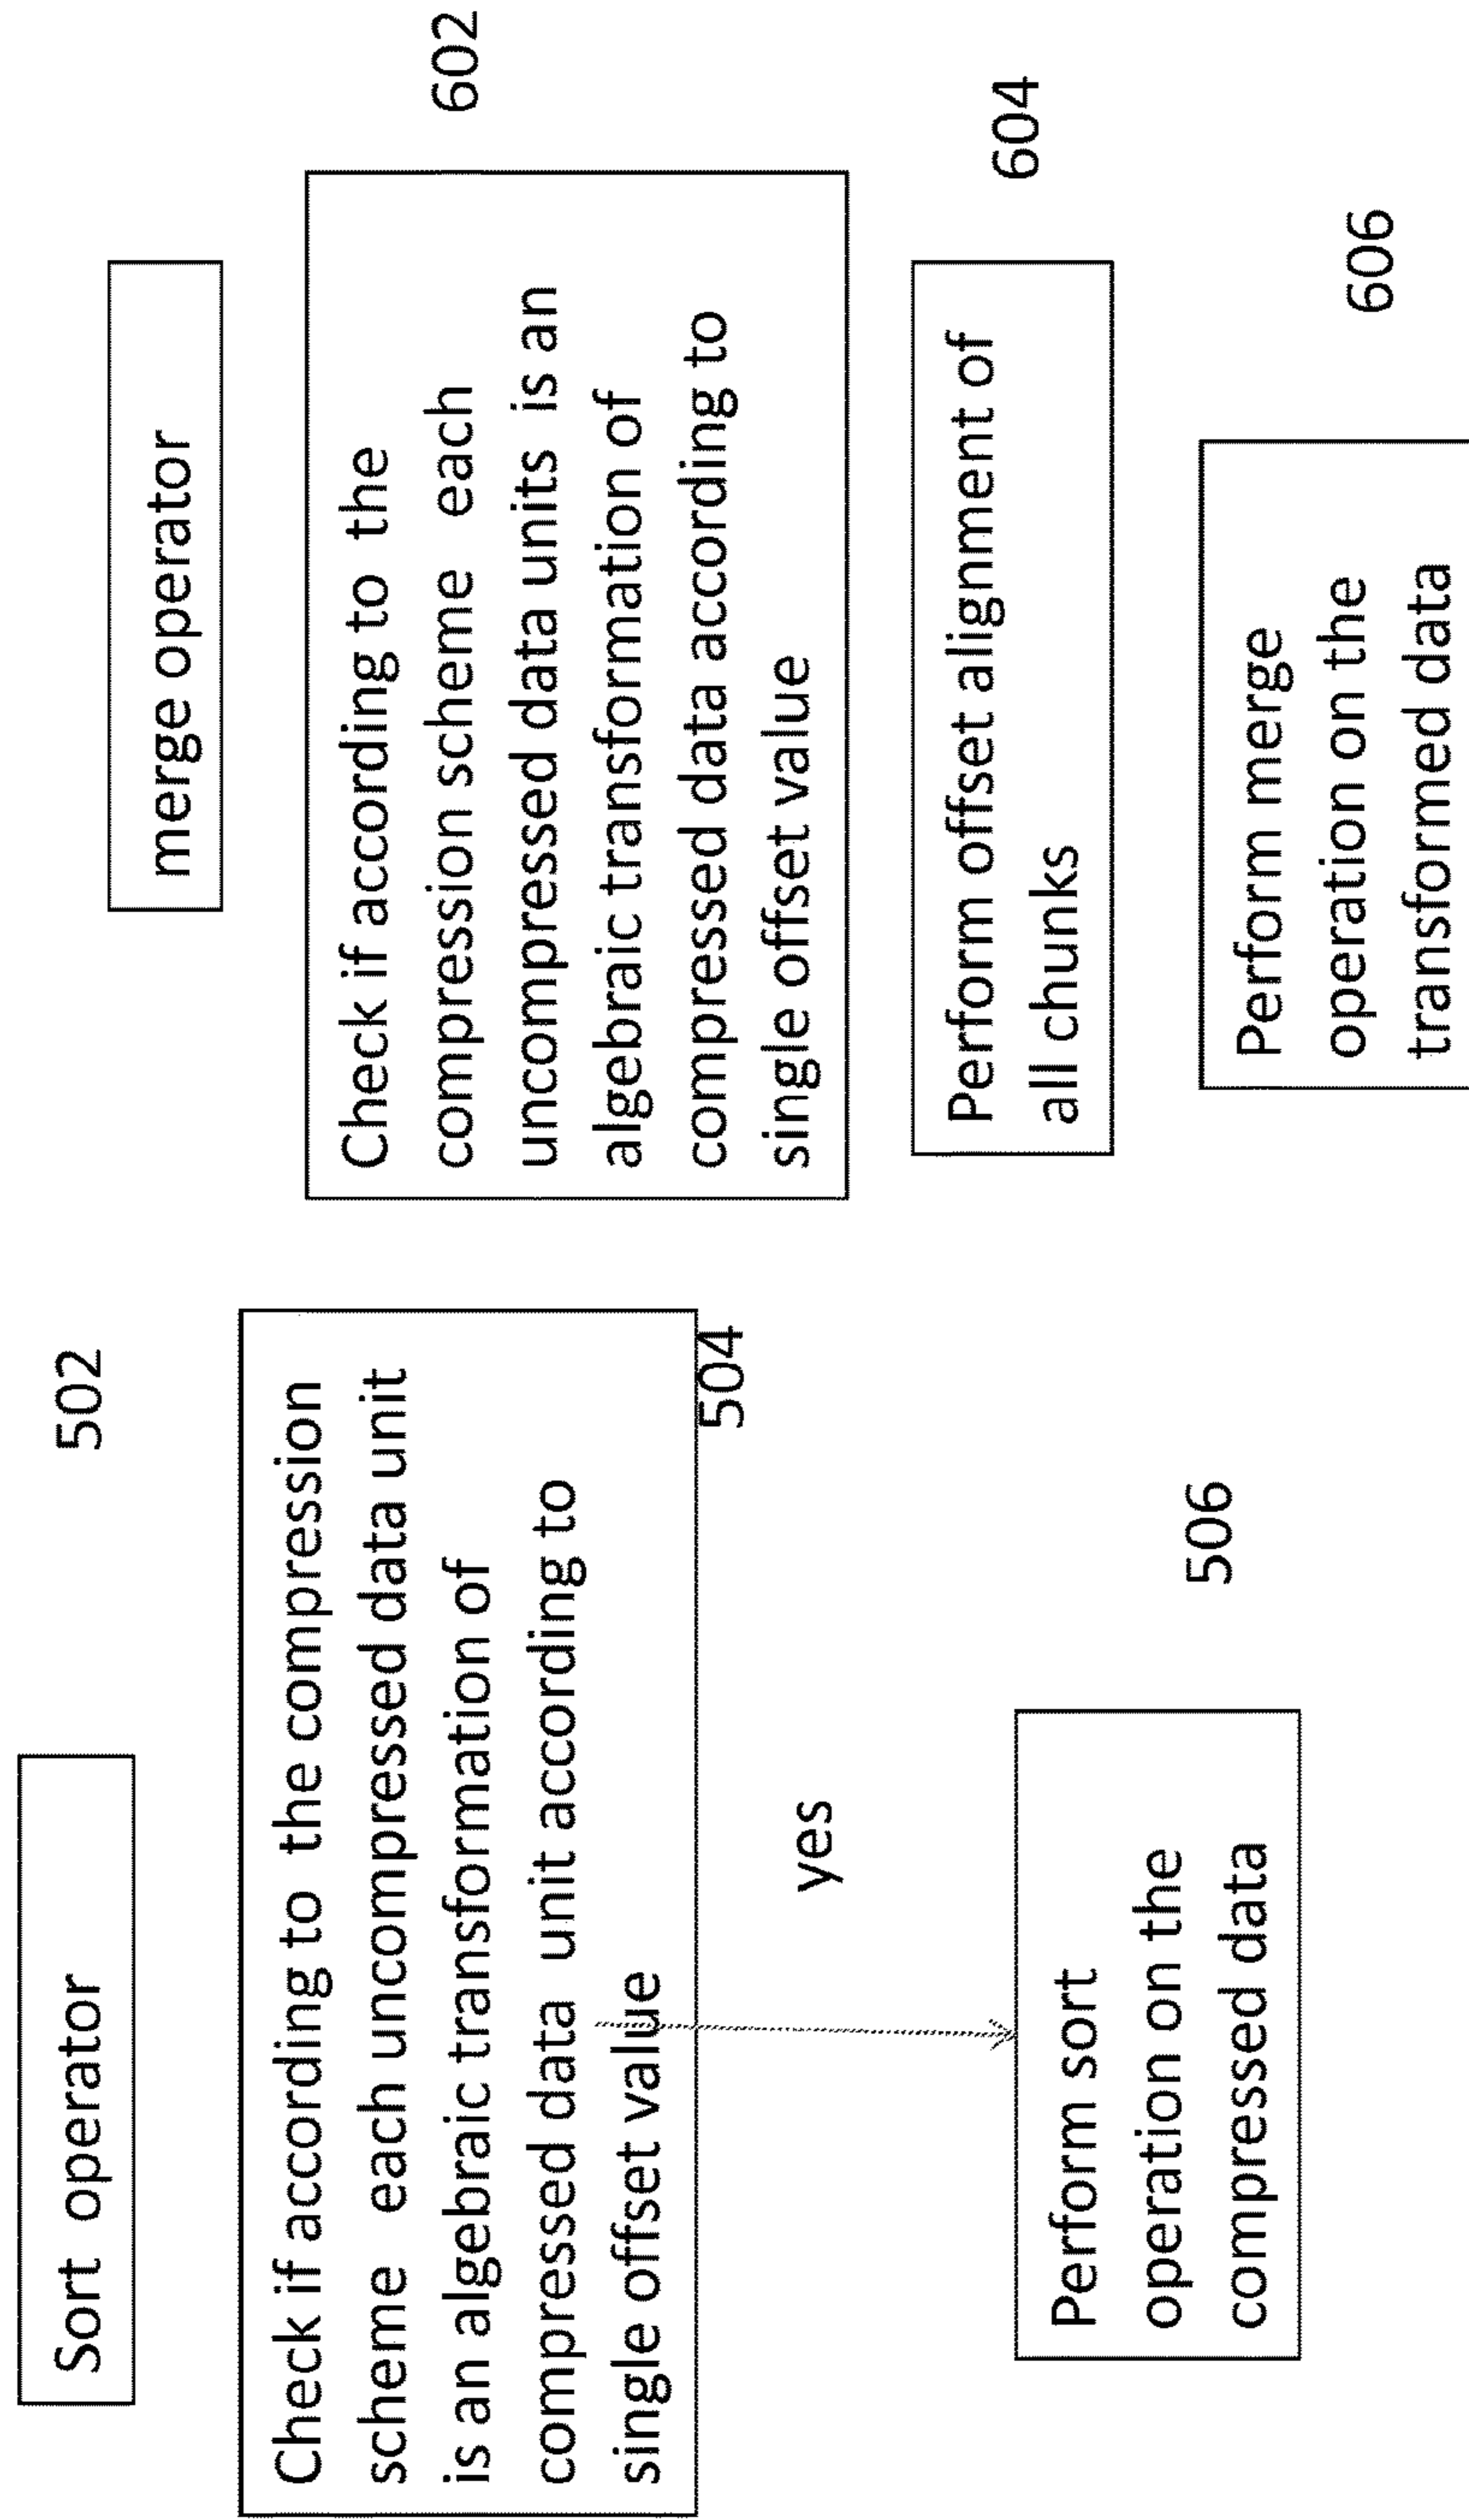 Sort operator
502
Check if according to the compression
scheme each uncompressed data unit
is an algebraic transformation of
compressed data unit according to
single offset value
504
yes
Perform sort
operation on the
compressed data
506
merge operator
Check if according to the
compression scheme each
uncompressed data units is an
algebraic transformation of
compressed data according to
single offset value
602
Perform offset alignment of
all chunks
604
Perform merge
operation on the
transformed data
606